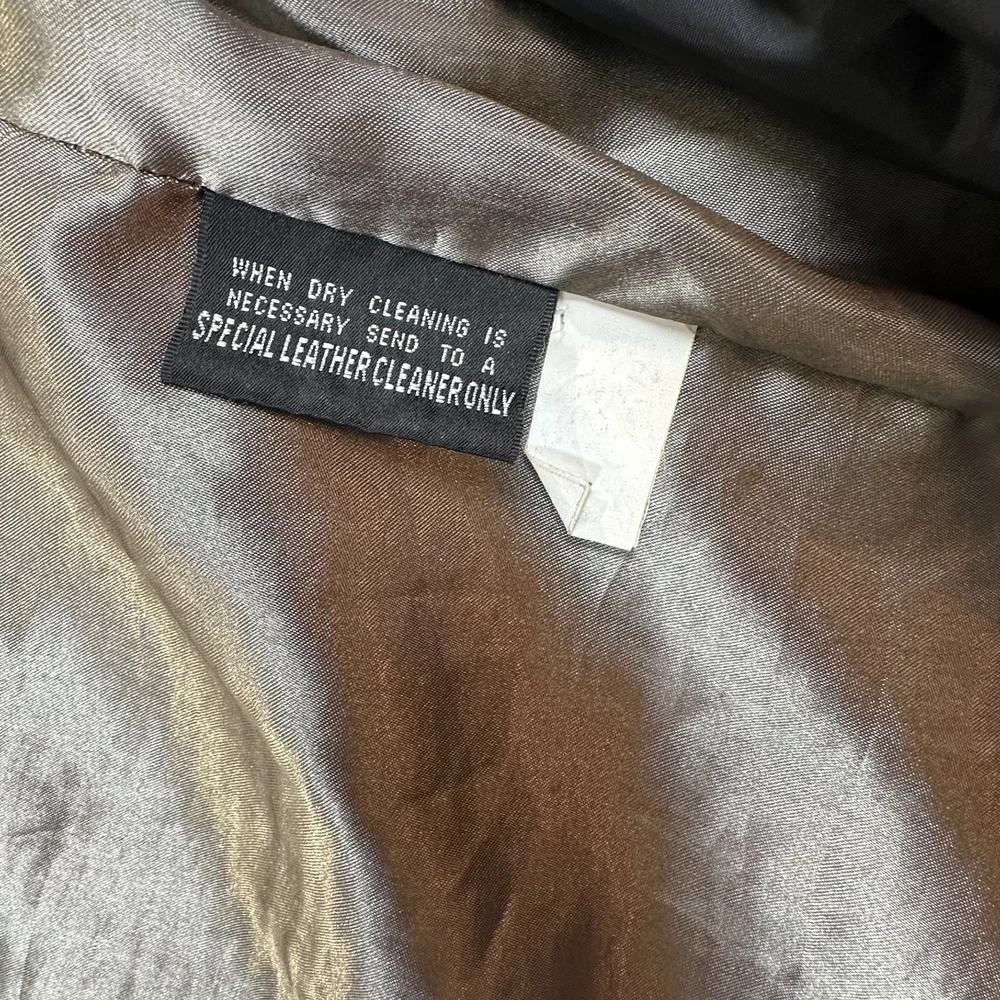 WHEN DRY CLEANING IS
NECESSARY SEND TO A
SPECIAL LEATHER CLEANER ONLY